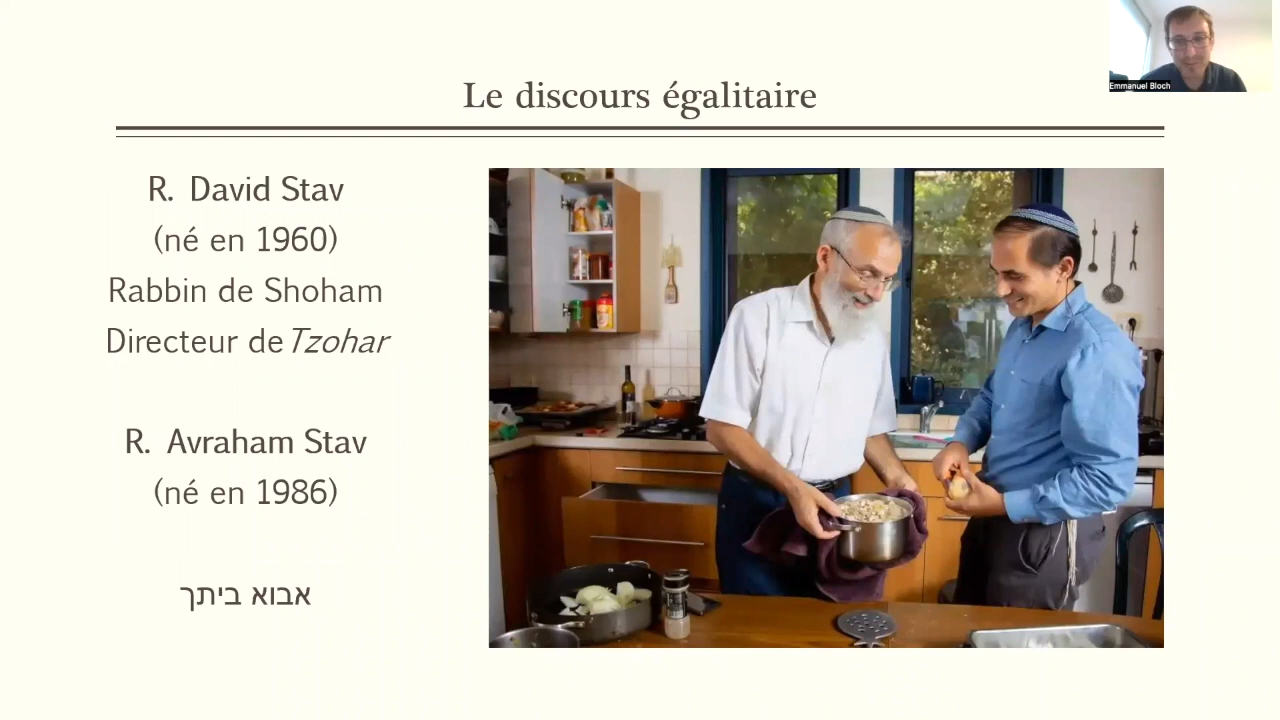 Le discours égalitaire
Emmanuel Bloch
R. David Stav
(né en 1960)
Rabbin de Shoham
Directeur de Tzohar
R. Avraham Stav
(né en 1986)
אבוא ביתך